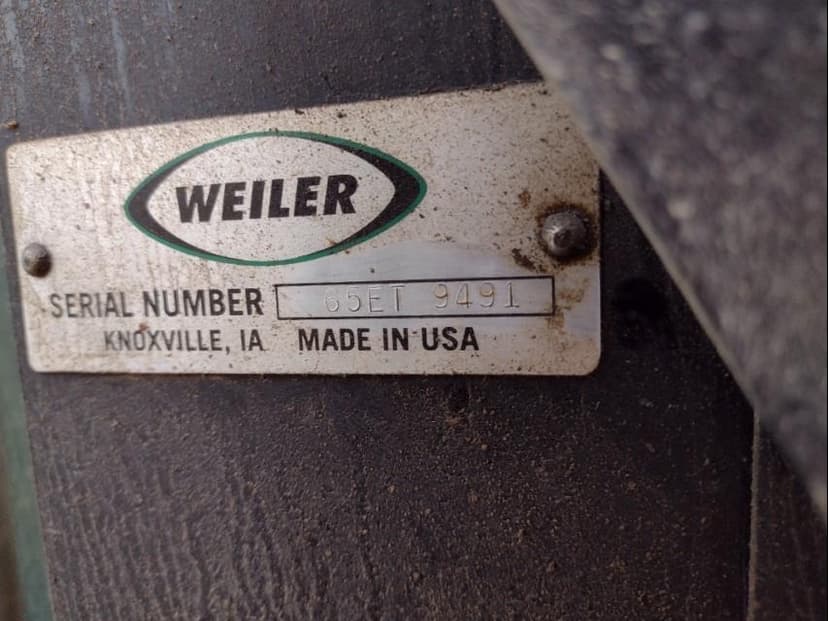 WEILER
SERIAL NUMBER 65ET 9491
KNOXVILLE, IA MADE IN USA